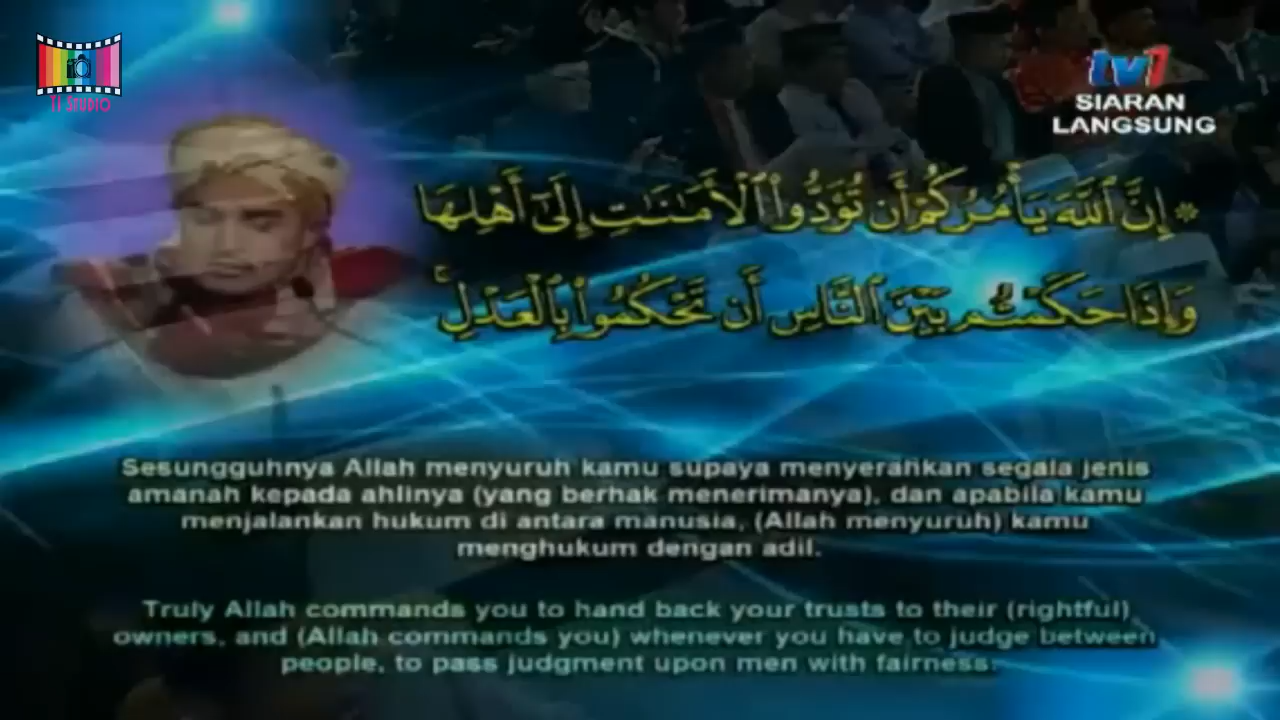 TI STUDIO
tv1
SIARAN
LANGSUNG
۞ إِنَّ ٱللَّهَ يَأْمُرُكُمْ أَن تُؤَدُّوا۟ ٱلْأَمَـٰنَـٰتِ إِلَىٰٓ أَهْلِهَا
وَإِذَا حَكَمْتُم بَيْنَ ٱلنَّاسِ أَن تَحْكُمُوا۟ بِٱلْعَدْلِ ۚ
Sesungguhnya Allah menyuruh kamu supaya menyerahkan segala jenis
amanah kepada ahlinya (yang berhak menerimanya), dan apabila kamu
menjalankan hukum di antara manusia, (Allah menyuruh) kamu
menghukum dengan adil.
Truly Allah commands you to hand back your trusts to their (rightful)
owners, and (Allah commands you) whenever you have to judge between
people, to pass judgment upon men with fairness.